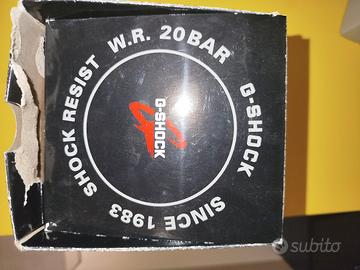 SHOCK RESIST W.R. 20BAR G-SHOCK SINCE 1983
G-SHOCK
subito